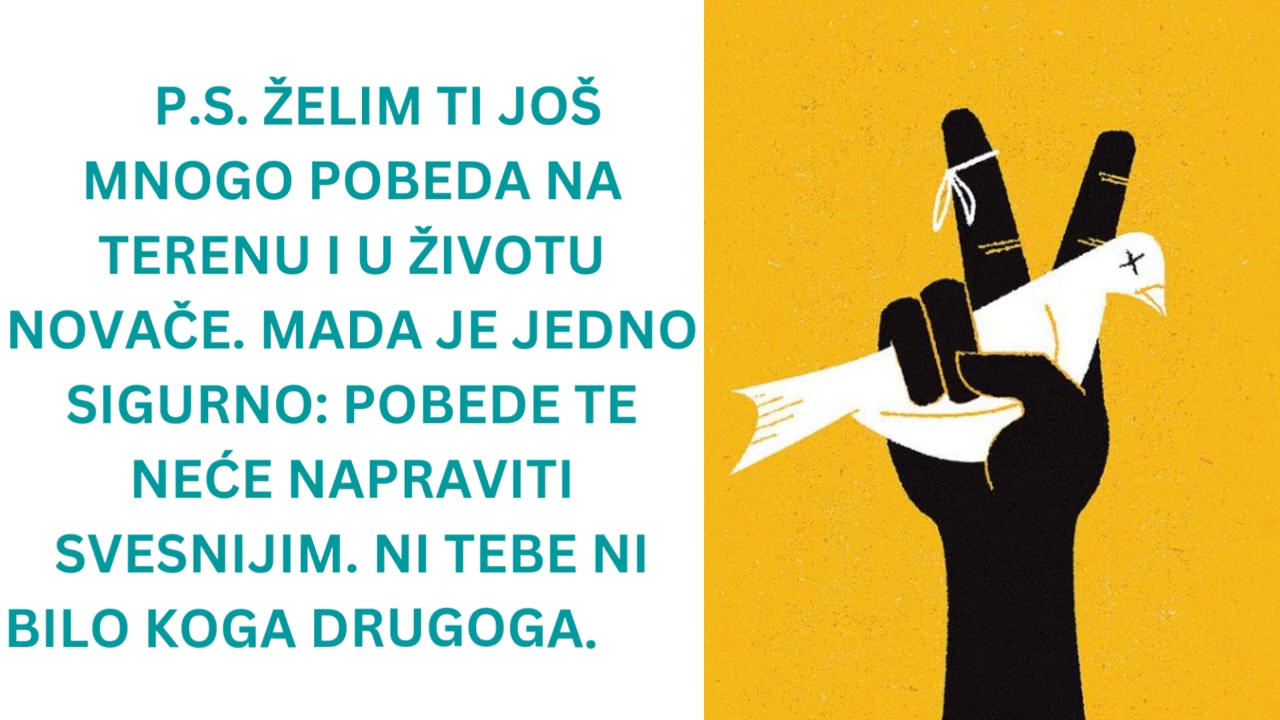 P.S. ŽELIM TI JOŠ
MNOGO POBEDA NA
TERENU I U ŽIVOTU
NOVAČE. MADA JE JEDNO
SIGURNO: POBEDE TE
NEĆE NAPRAVITI
SVESNIJIM. NI TEBE NI
BILO KOGA DRUGOGA.